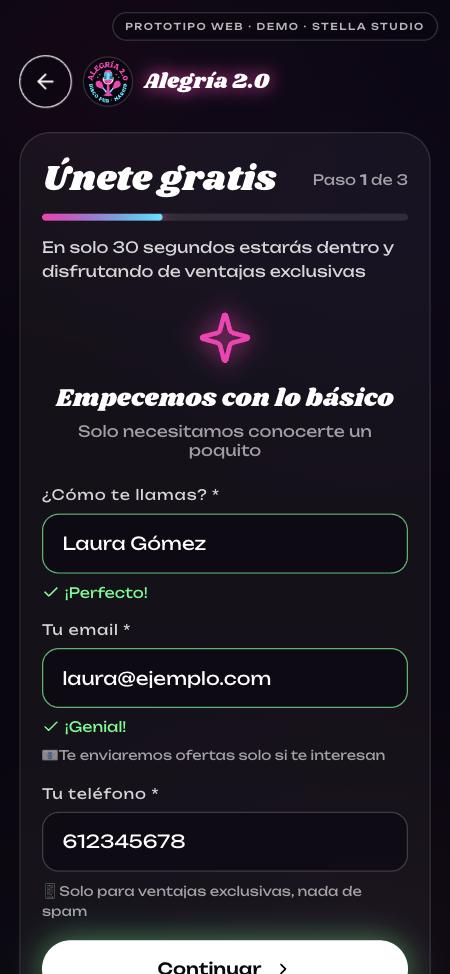 PROTOTIPO WEB · DEMO · STELLA STUDIO
ALEGRÍA 2.0
Alegría 2.0
Únete gratis
Paso 1 de 3
En solo 30 segundos estarás dentro y
disfrutando de ventajas exclusivas
Empecemos con lo básico
Solo necesitamos conocerte un
poquito
¿Cómo te llamas? *
Laura Gómez
¡Perfecto!
Tu email *
laura@ejemplo.com
¡Genial!
Te enviaremos ofertas solo si te interesan
Tu teléfono *
612345678
Solo para ventajas exclusivas, nada de
spam
Continuar